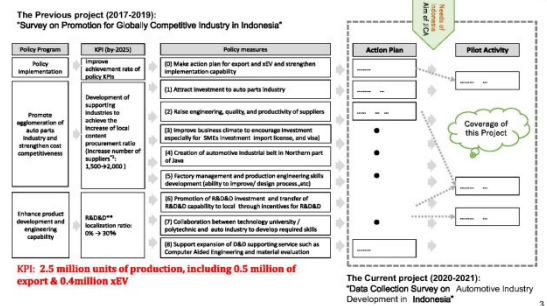 The Previous project (2017-2019):
"Survey on Promotion for Globally Competitive Industry in Indonesia"
Needs of
Indonesia
Aim of JICA
Policy Program
KPI (by-2025)
Policy measures
Action Plan
Pilot Activity
Policy
Implementation
Improve
achievement rate of
policy KPIs
(0) Make action plan for export and xEV and strengthen
implementation capability
Promote
agglomeration of
auto parts
industry and
strengthen cost
competitiveness
Development of
supporting
industries to
achieve the
increase of local
content
procurement ratio
(Increase number of
suppliers*¹:
1,500→2,000 )
(1) Attract investment to auto parts industry
(2) Raise engineering, quality, and productivity of suppliers
(3) Improve business climate to encourage Investment
especially for SMEs (investment import license, and visa)
(4) Creation of automotive industrial belt in Northern part
of Java
(5) Factory management and production engineering skills
development (ability to improve/ design process.,etc)
Enhance product
development and
engineering
capability
R&D&D**
localization ratio:
0% → 30%
(6) Promotion of R&D&D investment and transfer of
R&D&D capability to local through incentives for R&D&D
(7) Collaboration between technology university /
polytechnic and auto industry to develop required skills
(8) Support expansion of D&D supporting service such as
Computer Aided Engineering and material evaluation
Coverage of
this Project
KPI: 2.5 million units of production, including 0.5 million of
export & 0.4million xEV
The Current project (2020-2021):
"Data Collection Survey on Automotive Industry
Development in Indonesia"
3